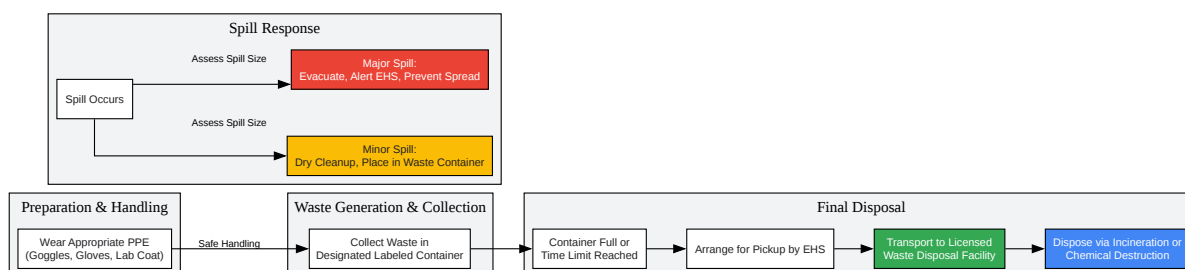 Spill Response
Assess Spill Size
Major Spill:
Evacuate, Alert EHS, Prevent Spread
Spill Occurs
Assess Spill Size
Minor Spill:
Dry Cleanup, Place in Waste Container
Preparation & Handling
Wear Appropriate PPE
(Goggles, Gloves, Lab Coat)
Safe Handling
Waste Generation & Collection
Collect Waste in
Designated Labeled Container
Final Disposal
Container Full or
Time Limit Reached
Arrange for Pickup by EHS
Transport to Licensed
Waste Disposal Facility
Dispose via Incineration or
Chemical Destruction